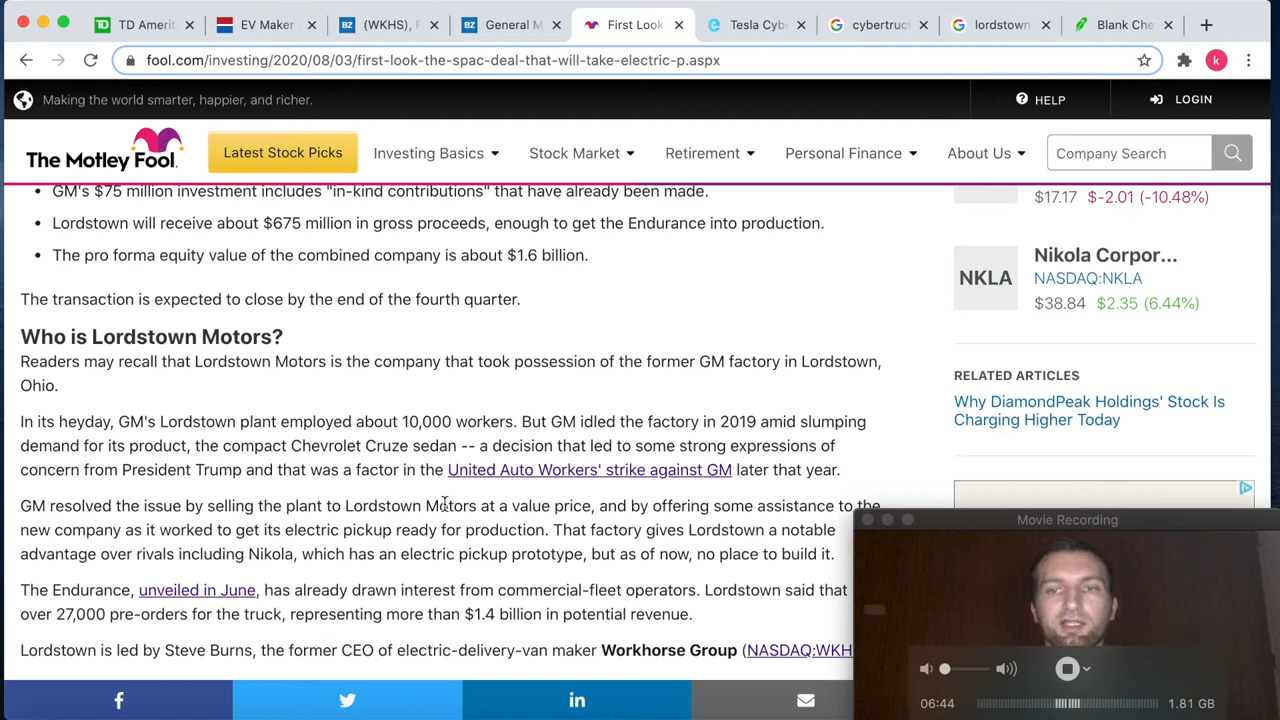 TD Amerit
EV Maker
(WKHS), F
General M
First Look
Tesla Cyb
cybertruc
lordstown
Blank Che
fool.com/investing/2020/08/03/first-look-the-spac-deal-that-will-take-electric-p.aspx
k
Making the world smarter, happier, and richer.
HELP
LOGIN
The Motley Fool.
Latest Stock Picks
Investing Basics
Stock Market
Retirement
Personal Finance
About Us
Company Search
• GM's $75 million investment includes "in-kind contributions" that have already been made.
• Lordstown will receive about $675 million in gross proceeds, enough to get the Endurance into production.
• The pro forma equity value of the combined company is about $1.6 billion.
The transaction is expected to close by the end of the fourth quarter.
Who is Lordstown Motors?
Readers may recall that Lordstown Motors is the company that took possession of the former GM factory in Lordstown,
Ohio.
In its heyday, GM's Lordstown plant employed about 10,000 workers. But GM idled the factory in 2019 amid slumping
demand for its product, the compact Chevrolet Cruze sedan -- a decision that led to some strong expressions of
concern from President Trump and that was a factor in the United Auto Workers' strike against GM later that year.
GM resolved the issue by selling the plant to Lordstown Motors at a value price, and by offering some assistance to the
new company as it worked to get its electric pickup ready for production. That factory gives Lordstown a notable
advantage over rivals including Nikola, which has an electric pickup prototype, but as of now, no place to build it.
The Endurance, unveiled in June, has already drawn interest from commercial-fleet operators. Lordstown said that
over 27,000 pre-orders for the truck, representing more than $1.4 billion in potential revenue.
Lordstown is led by Steve Burns, the former CEO of electric-delivery-van maker Workhorse Group (NASDAQ:WKH
$17.17 $-2.01 (-10.48%)
NKLA
Nikola Corpor...
NASDAQ:NKLA
$38.84 $2.35 (6.44%)
RELATED ARTICLES
Why DiamondPeak Holdings' Stock Is
Charging Higher Today
Movie Recording
06:44
1.81 GB